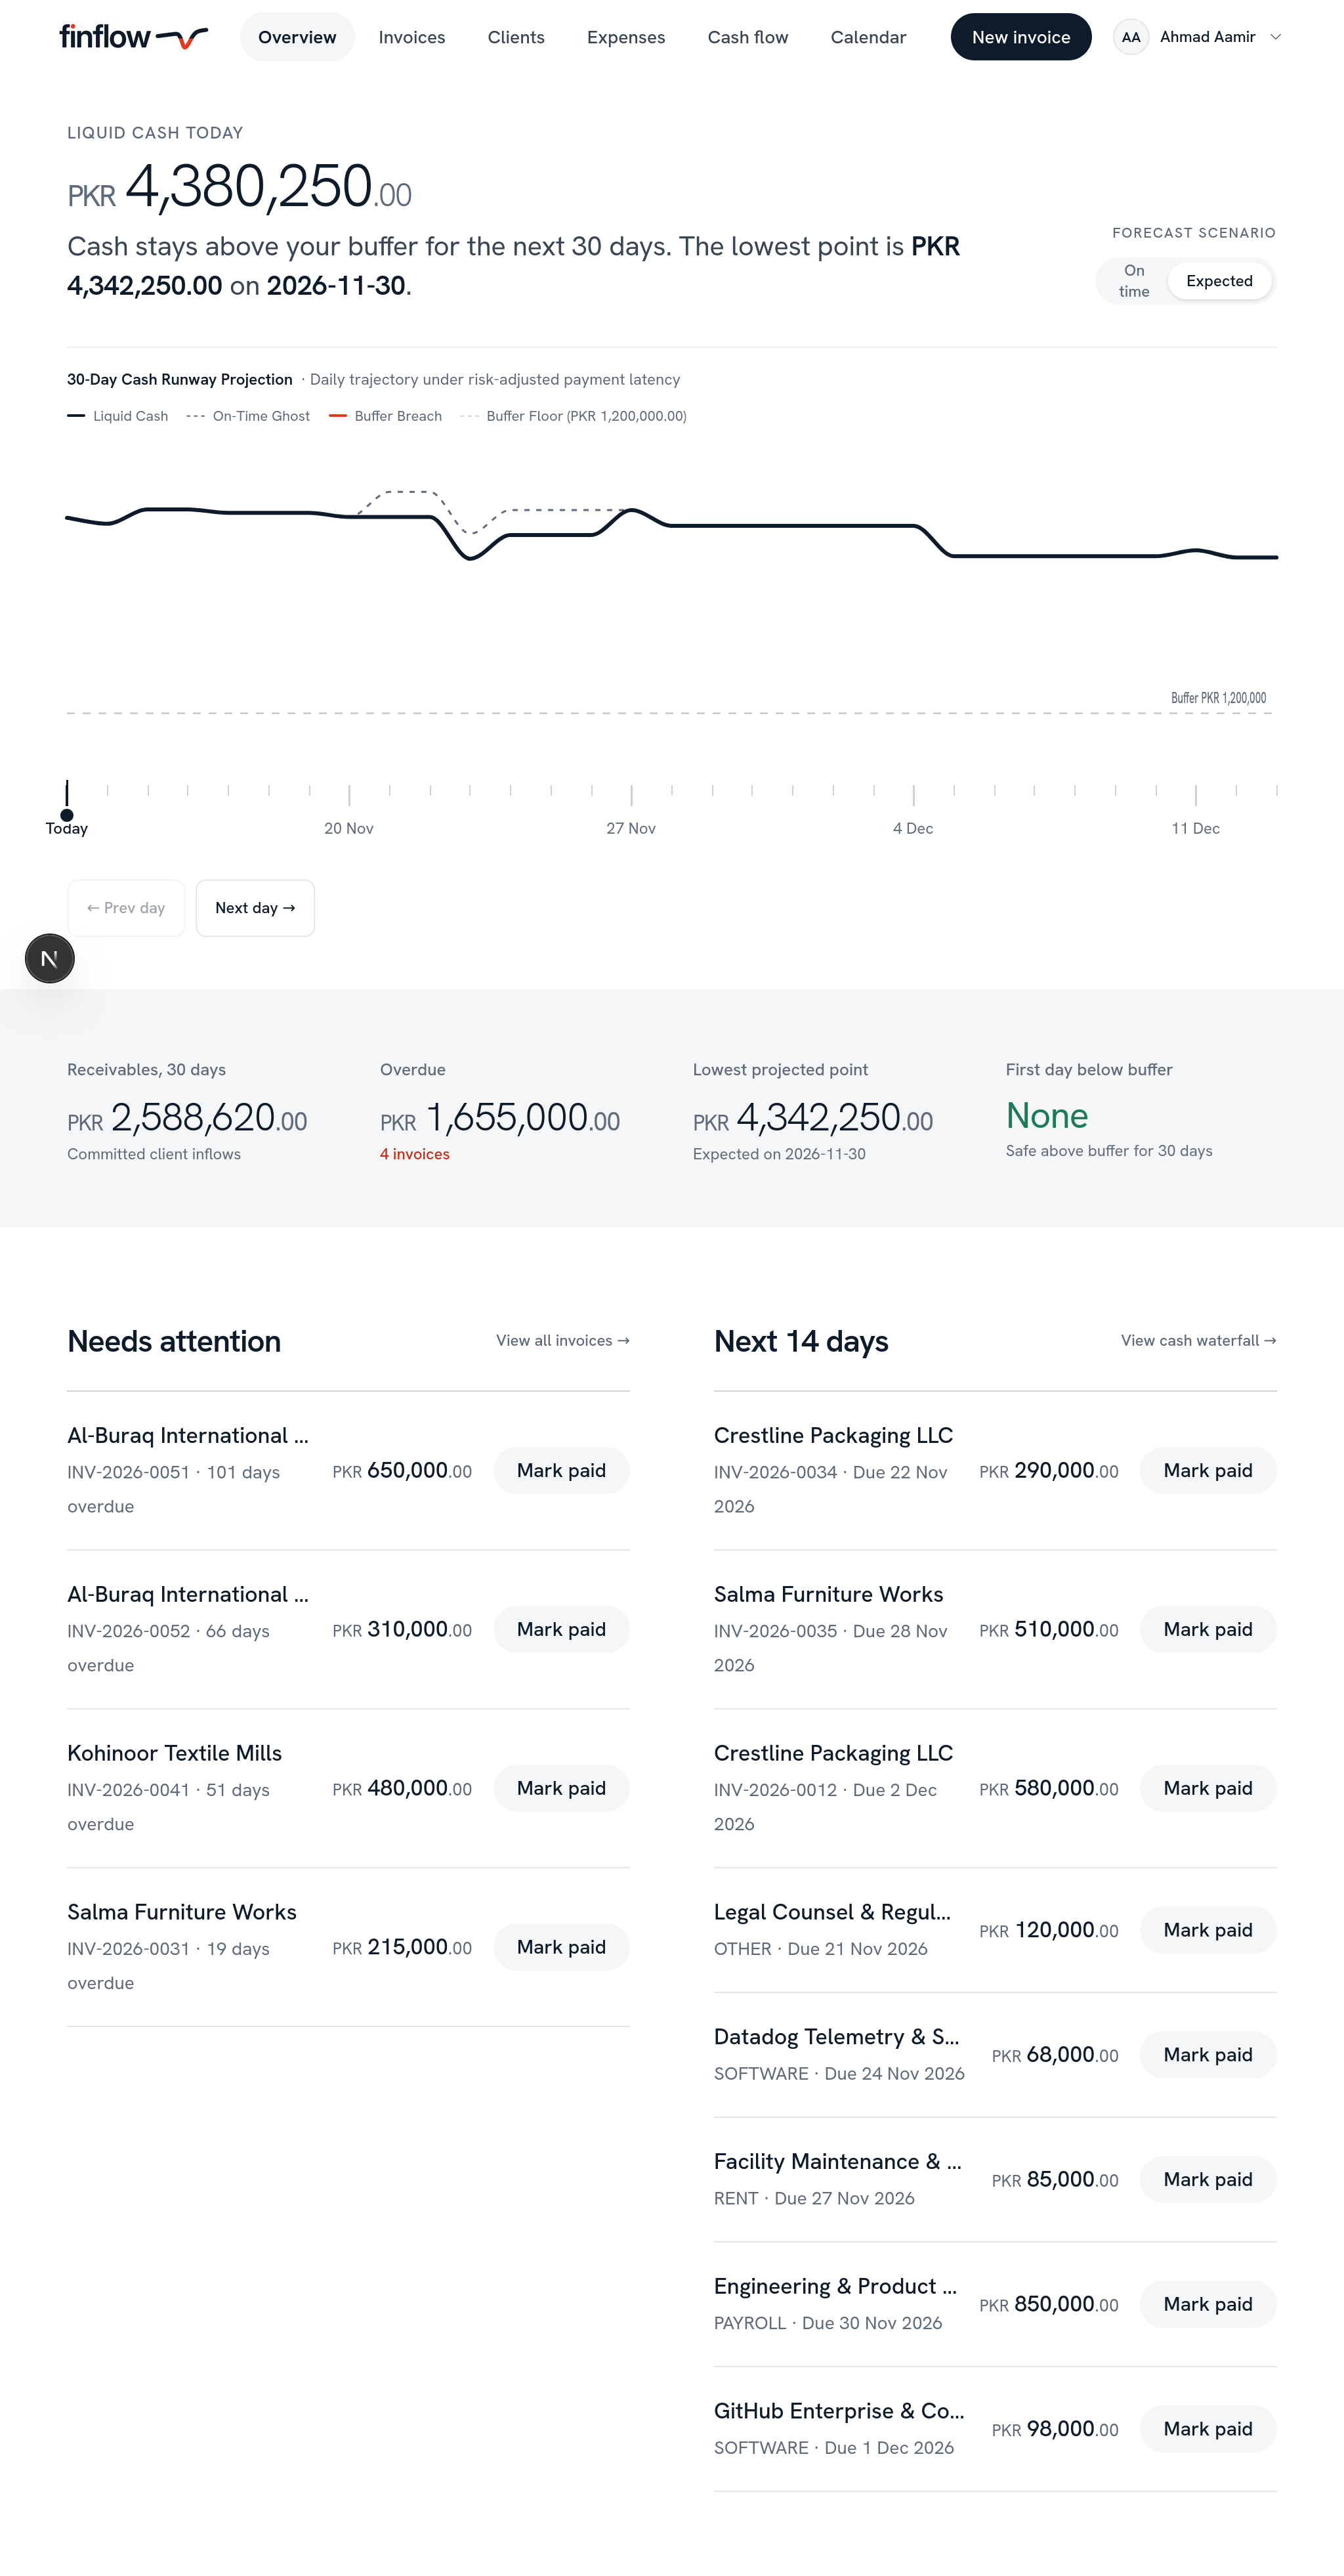 finflow
Overview
Invoices
Clients
Expenses
Cash flow
Calendar
New invoice
AA
Ahmad Aamir
LIQUID CASH TODAY
PKR 4,380,250.00
Cash stays above your buffer for the next 30 days. The lowest point is PKR
4,342,250.00 on 2026-11-30.
FORECAST SCENARIO
On
time
Expected
30-Day Cash Runway Projection · Daily trajectory under risk-adjusted payment latency
Liquid Cash
On-Time Ghost
Buffer Breach
Buffer Floor (PKR 1,200,000.00)
Buffer PKR 1,200,000
Today
20 Nov
27 Nov
4 Dec
11 Dec
← Prev day
Next day →
N
Receivables, 30 days
PKR 2,588,620.00
Committed client inflows
Overdue
PKR 1,655,000.00
4 invoices
Lowest projected point
PKR 4,342,250.00
Expected on 2026-11-30
First day below buffer
None
Safe above buffer for 30 days
Needs attention
View all invoices →
Al-Buraq International ...
INV-2026-0051 · 101 days
overdue
PKR 650,000.00
Mark paid
Al-Buraq International ...
INV-2026-0052 · 66 days
overdue
PKR 310,000.00
Mark paid
Kohinoor Textile Mills
INV-2026-0041 · 51 days
overdue
PKR 480,000.00
Mark paid
Salma Furniture Works
INV-2026-0031 · 19 days
overdue
PKR 215,000.00
Mark paid
Next 14 days
View cash waterfall →
Crestline Packaging LLC
INV-2026-0034 · Due 22 Nov
2026
PKR 290,000.00
Mark paid
Salma Furniture Works
INV-2026-0035 · Due 28 Nov
2026
PKR 510,000.00
Mark paid
Crestline Packaging LLC
INV-2026-0012 · Due 2 Dec
2026
PKR 580,000.00
Mark paid
Legal Counsel & Regul...
OTHER · Due 21 Nov 2026
PKR 120,000.00
Mark paid
Datadog Telemetry & S...
SOFTWARE · Due 24 Nov 2026
PKR 68,000.00
Mark paid
Facility Maintenance & ...
RENT · Due 27 Nov 2026
PKR 85,000.00
Mark paid
Engineering & Product ...
PAYROLL · Due 30 Nov 2026
PKR 850,000.00
Mark paid
GitHub Enterprise & Co...
SOFTWARE · Due 1 Dec 2026
PKR 98,000.00
Mark paid